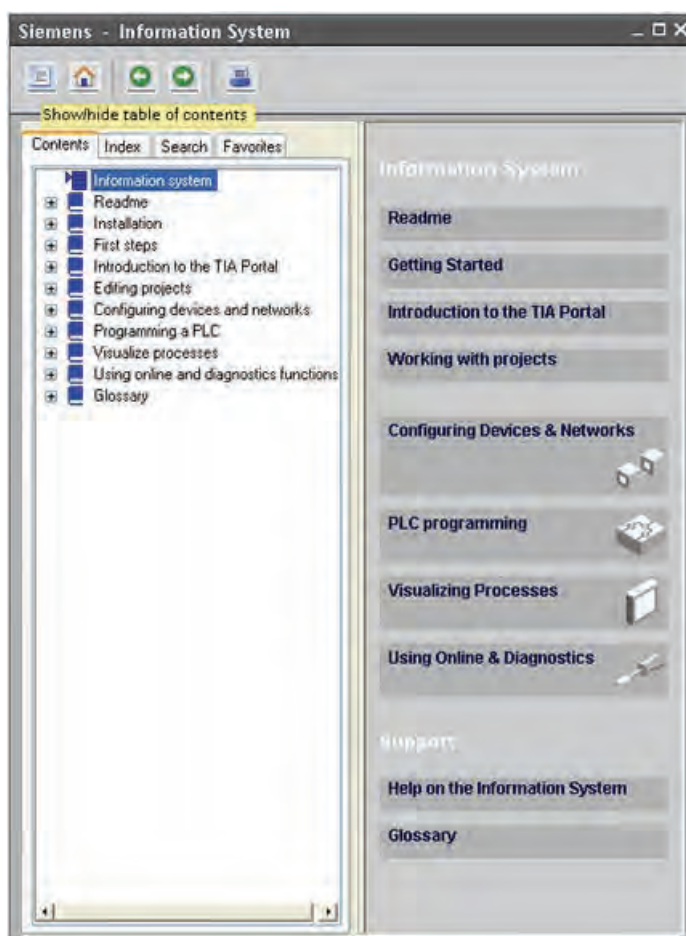 Siemens - Information System
Show/hide table of contents
Contents Index Search Favorites
Information system
Readme
Installation
First steps
Introduction to the TIA Portal
Editing projects
Configuring devices and networks
Programming a PLC
Visualize processes
Using online and diagnostics functions
Glossary
Information System
Readme
Getting Started
Introduction to the TIA Portal
Working with projects
Configuring Devices & Networks
PLC programming
Visualizing Processes
Using Online & Diagnostics
Support
Help on the Information System
Glossary